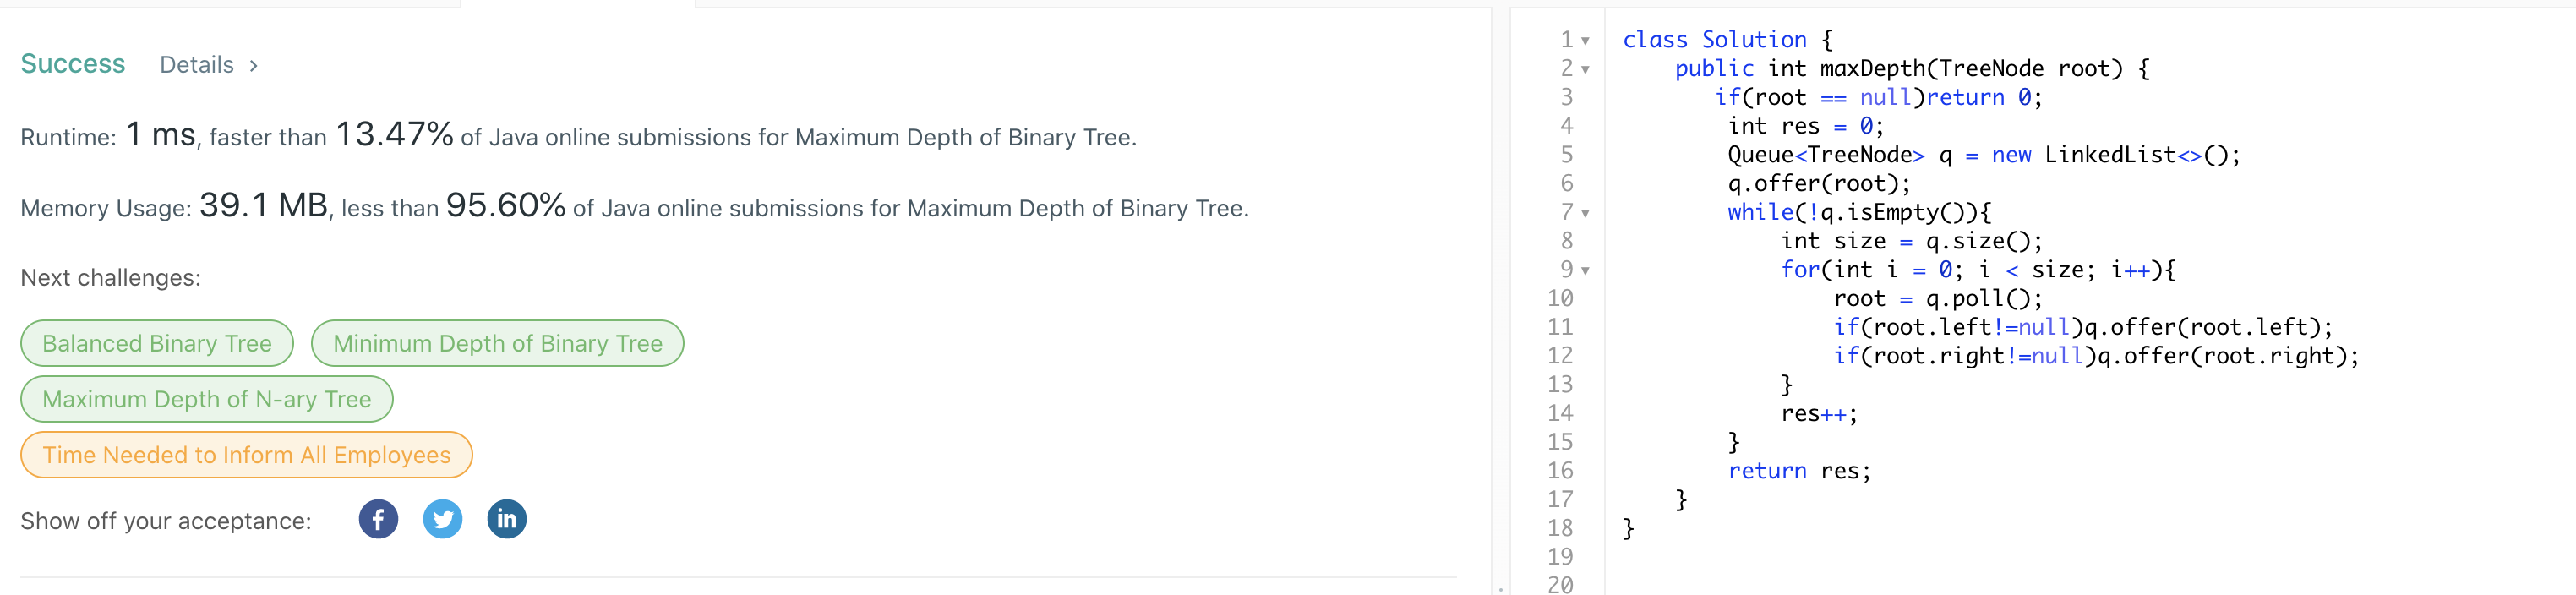 Success Details >
Runtime: 1 ms, faster than 13.47% of Java online submissions for Maximum Depth of Binary Tree.
Memory Usage: 39.1 MB, less than 95.60% of Java online submissions for Maximum Depth of Binary Tree.
Next challenges:
Balanced Binary Tree Minimum Depth of Binary Tree
Maximum Depth of N-ary Tree
Time Needed to Inform All Employees
Show off your acceptance: f in
1 class Solution {
2     public int maxDepth(TreeNode root) {
3        if(root == null)return 0;
4         int res = 0;
5         Queue<TreeNode> q = new LinkedList<>();
6         q.offer(root);
7         while(!q.isEmpty()){
8             int size = q.size();
9             for(int i = 0; i < size; i++){
10                 root = q.poll();
11                 if(root.left!=null)q.offer(root.left);
12                 if(root.right!=null)q.offer(root.right);
13             }
14             res++;
15         }
16         return res;
17     }
18 }
19
20